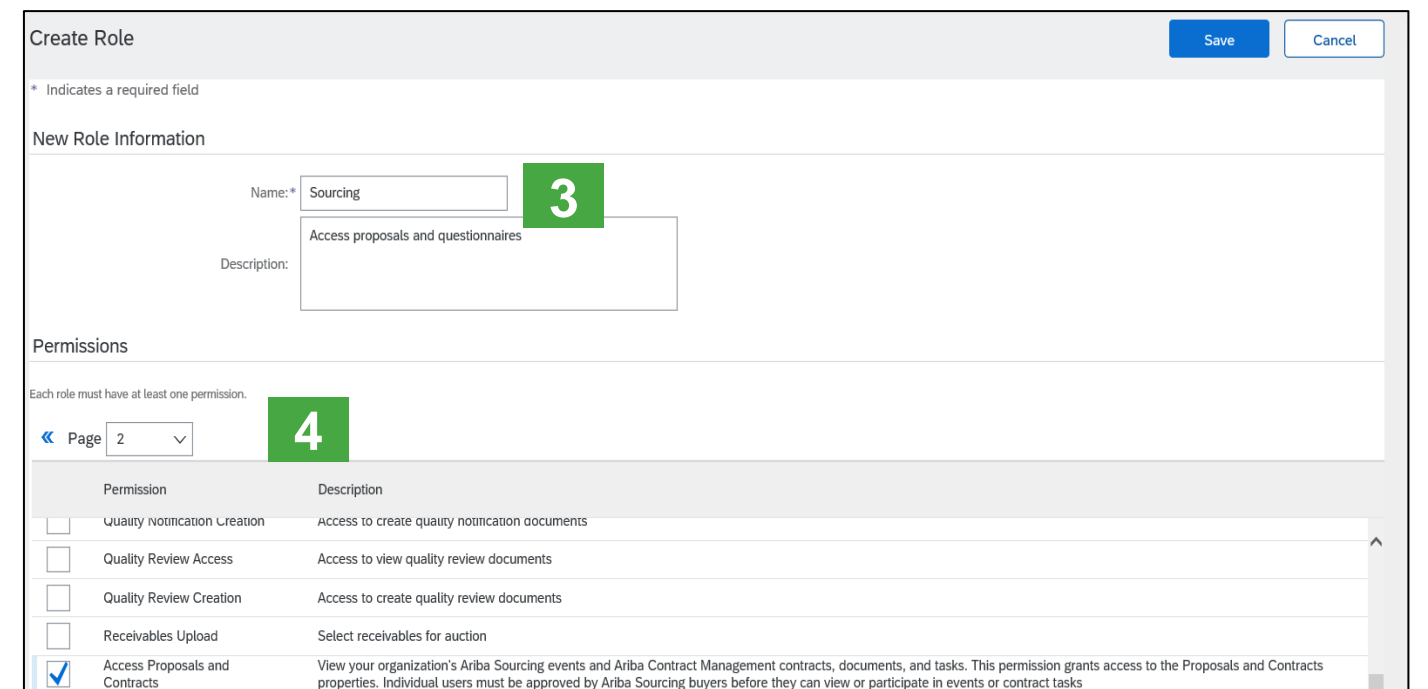 Create Role
Save
Cancel
* Indicates a required field
New Role Information
Name:*
Sourcing
3
Access proposals and questionnaires
Description:
Permissions
Each role must have at least one permission.
« Page 2
4
Permission Description
Quality Notification Creation Access to create quality notification documents
Quality Review Access Access to view quality review documents
Quality Review Creation Access to create quality review documents
Receivables Upload Select receivables for auction
Access Proposals and
Contracts
View your organization's Ariba Sourcing events and Ariba Contract Management contracts, documents, and tasks. This permission grants access to the Proposals and Contracts
properties. Individual users must be approved by Ariba Sourcing buyers before they can view or participate in events or contract tasks